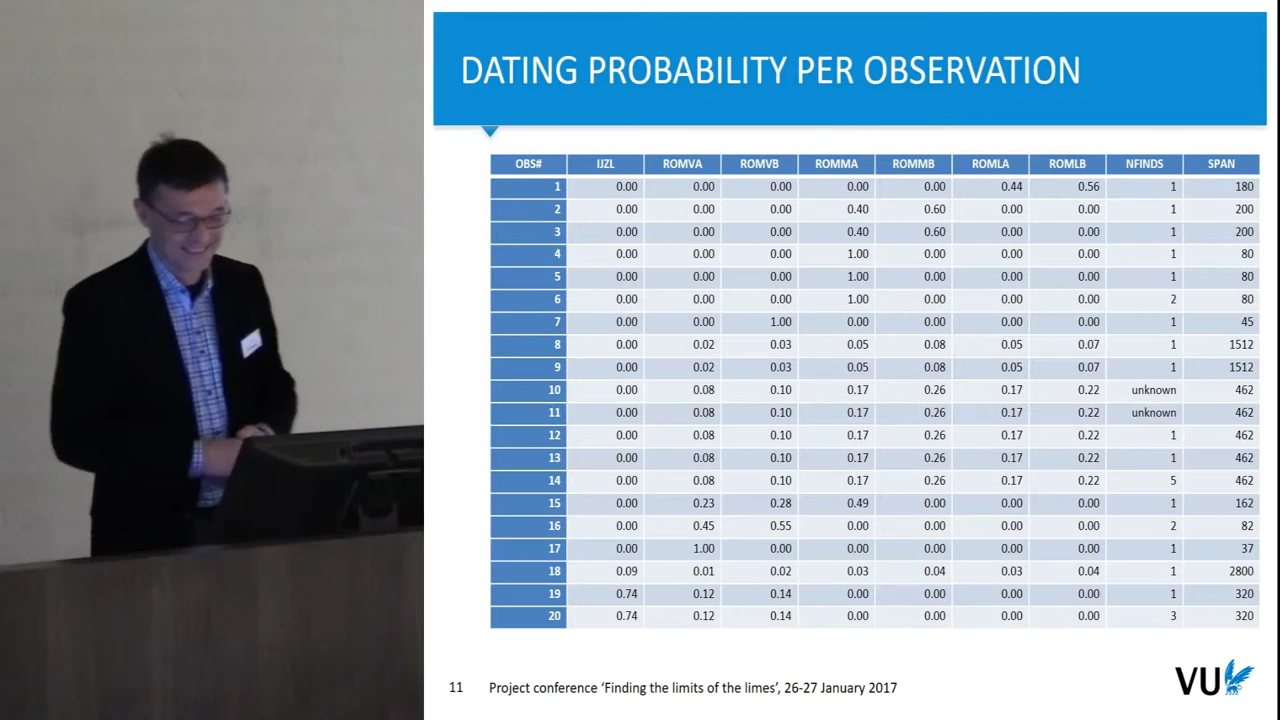 DATING PROBABILITY PER OBSERVATION
OBS# IJZL ROMVA ROMVB ROMMA ROMMB ROMLA ROMLB NFINDS SPAN
1 0.00 0.00 0.00 0.00 0.00 0.44 0.56 1 180
2 0.00 0.00 0.00 0.40 0.60 0.00 0.00 1 200
3 0.00 0.00 0.00 0.40 0.60 0.00 0.00 1 200
4 0.00 0.00 0.00 1.00 0.00 0.00 0.00 1 80
5 0.00 0.00 0.00 1.00 0.00 0.00 0.00 1 80
6 0.00 0.00 0.00 1.00 0.00 0.00 0.00 2 80
7 0.00 0.00 1.00 0.00 0.00 0.00 0.00 1 45
8 0.00 0.02 0.03 0.05 0.08 0.05 0.07 1 1512
9 0.00 0.02 0.03 0.05 0.08 0.05 0.07 1 1512
10 0.00 0.08 0.10 0.17 0.26 0.17 0.22 unknown 462
11 0.00 0.08 0.10 0.17 0.26 0.17 0.22 unknown 462
12 0.00 0.08 0.10 0.17 0.26 0.17 0.22 1 462
13 0.00 0.08 0.10 0.17 0.26 0.17 0.22 1 462
14 0.00 0.08 0.10 0.17 0.26 0.17 0.22 5 462
15 0.00 0.23 0.28 0.49 0.00 0.00 0.00 1 162
16 0.00 0.45 0.55 0.00 0.00 0.00 0.00 2 82
17 0.00 1.00 0.00 0.00 0.00 0.00 0.00 1 37
18 0.09 0.01 0.02 0.03 0.04 0.03 0.04 1 2800
19 0.74 0.12 0.14 0.00 0.00 0.00 0.00 1 320
20 0.74 0.12 0.14 0.00 0.00 0.00 0.00 3 320
11 Project conference ‘Finding the limits of the limes’, 26-27 January 2017
VU